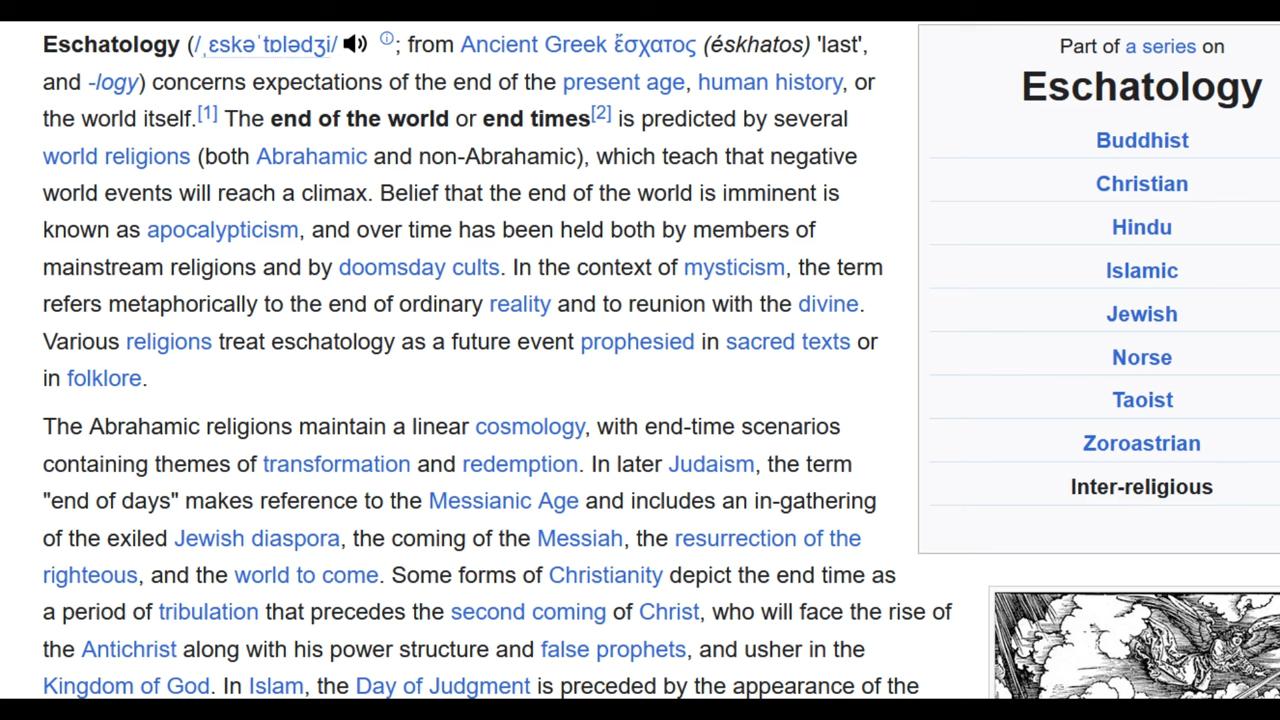 Eschatology (/ˌɛskəˈtɒlədʒi/ ⓘ; from Ancient Greek ἔσχατος (éskhatos) 'last',
and -logy) concerns expectations of the end of the present age, human history, or
the world itself.[1] The end of the world or end times[2] is predicted by several
world religions (both Abrahamic and non-Abrahamic), which teach that negative
world events will reach a climax. Belief that the end of the world is imminent is
known as apocalypticism, and over time has been held both by members of
mainstream religions and by doomsday cults. In the context of mysticism, the term
refers metaphorically to the end of ordinary reality and to reunion with the divine.
Various religions treat eschatology as a future event prophesied in sacred texts or
in folklore.
The Abrahamic religions maintain a linear cosmology, with end-time scenarios
containing themes of transformation and redemption. In later Judaism, the term
"end of days" makes reference to the Messianic Age and includes an in-gathering
of the exiled Jewish diaspora, the coming of the Messiah, the resurrection of the
righteous, and the world to come. Some forms of Christianity depict the end time as
a period of tribulation that precedes the second coming of Christ, who will face the rise of
the Antichrist along with his power structure and false prophets, and usher in the
Kingdom of God. In Islam, the Day of Judgment is preceded by the appearance of the
Part of a series on
Eschatology
Buddhist
Christian
Hindu
Islamic
Jewish
Norse
Taoist
Zoroastrian
Inter-religious